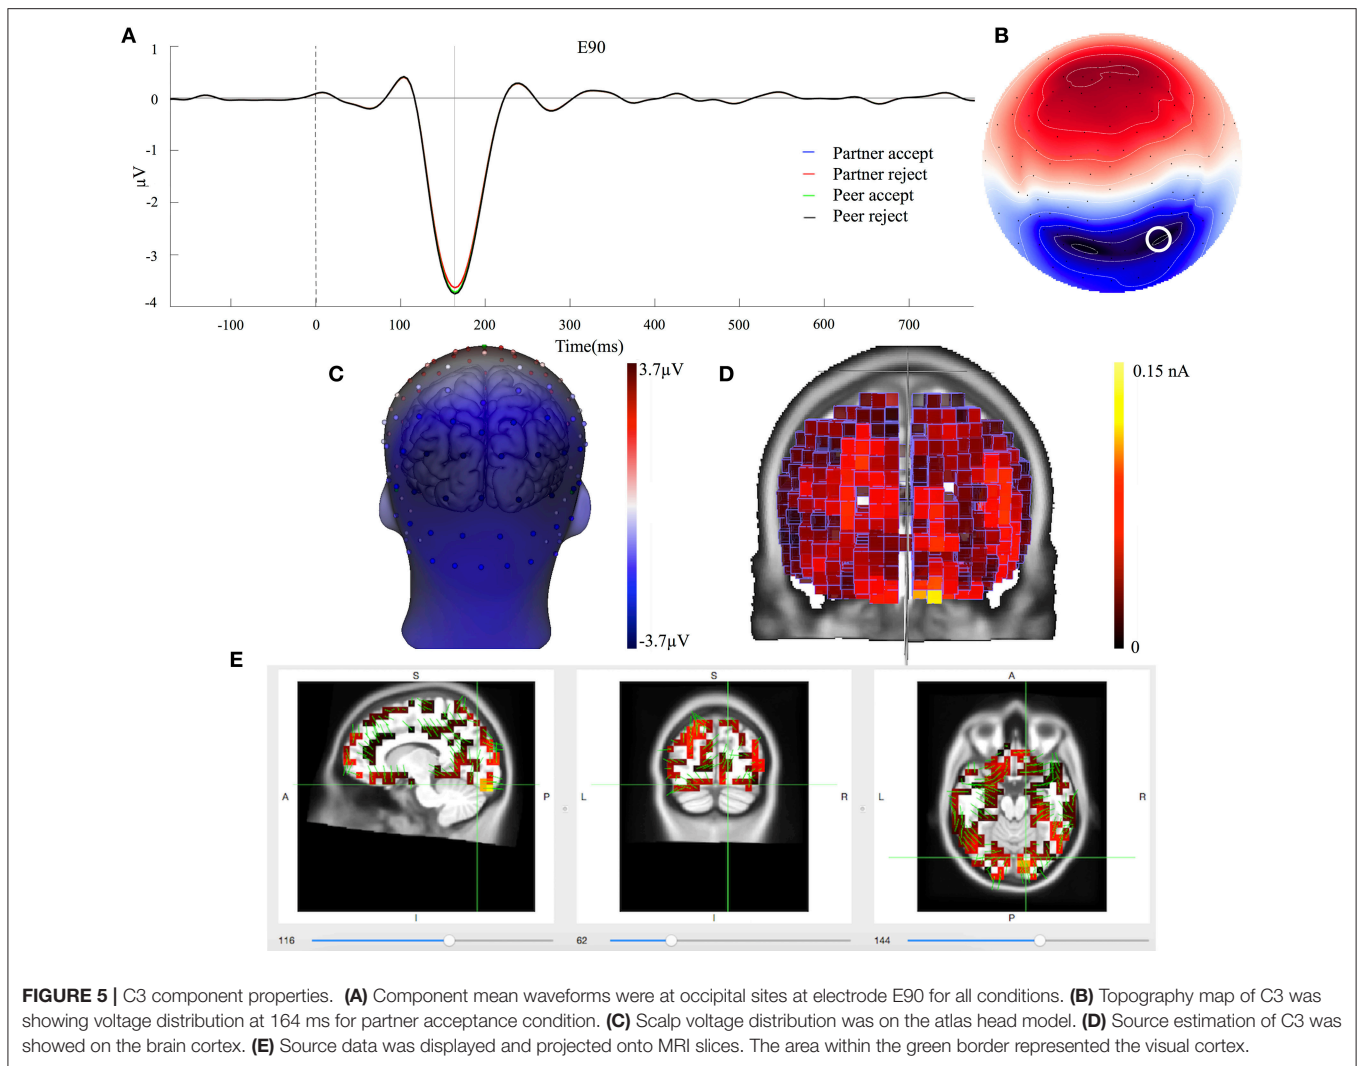 A
E90
B
1
0
-1
-2
-3
-4
µV
Partner accept
Partner reject
Peer accept
Peer reject
-100
0
100
200
300
400
500
600
700
Time(ms)
C
3.7µV
-3.7µV
D
0.15 nA
0
E
S
A
P
I
116
S
L
R
I
62
A
L
R
P
144
FIGURE 5 | C3 component properties. (A) Component mean waveforms were at occipital sites at electrode E90 for all conditions. (B) Topography map of C3 was
showing voltage distribution at 164 ms for partner acceptance condition. (C) Scalp voltage distribution was on the atlas head model. (D) Source estimation of C3 was
showed on the brain cortex. (E) Source data was displayed and projected onto MRI slices. The area within the green border represented the visual cortex.